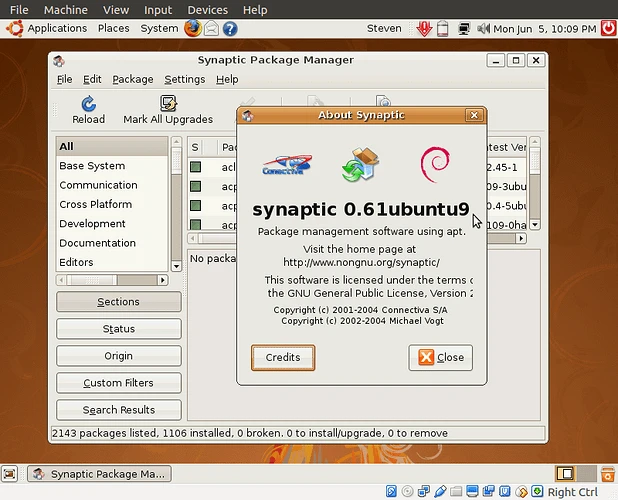 File Machine View Input Devices Help
Applications Places System Steven Mon Jun 5, 10:09 PM
Synaptic Package Manager
File Edit Package Settings Help
Reload Mark All Upgrades
About Synaptic
All S
Base System
Communication
Cross Platform
Development
Documentation
Editors
2.45-1
Conectiva
synaptic 0.61ubuntu9
Package management software using apt.
Visit the home page at
http://www.nongnu.org/synaptic/
This software is licensed under the terms
the GNU General Public License, Version
Copyright (c) 2001-2004 Connectiva S/A
Copyright (c) 2002-2004 Michael Vogt
Credits Close
No packa
Sections
Status
Origin
Custom Filters
Search Results
2143 packages listed, 1106 installed, 0 broken. 0 to install/upgrade, 0 to remove
Synaptic Package Ma...
Right Ctrl